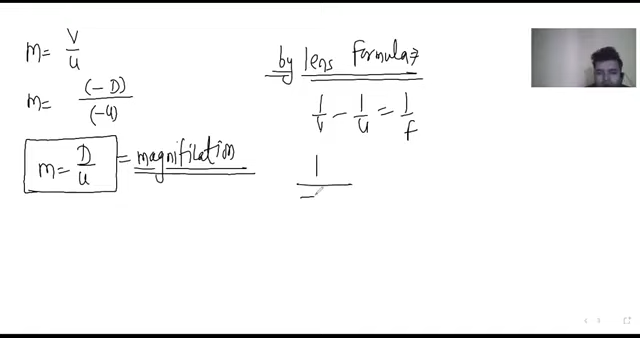 m= V/u
m= (-D)/(-u)
m= D/u = magnification
by lens formula⇒
1/v - 1/u = 1/f
1/-